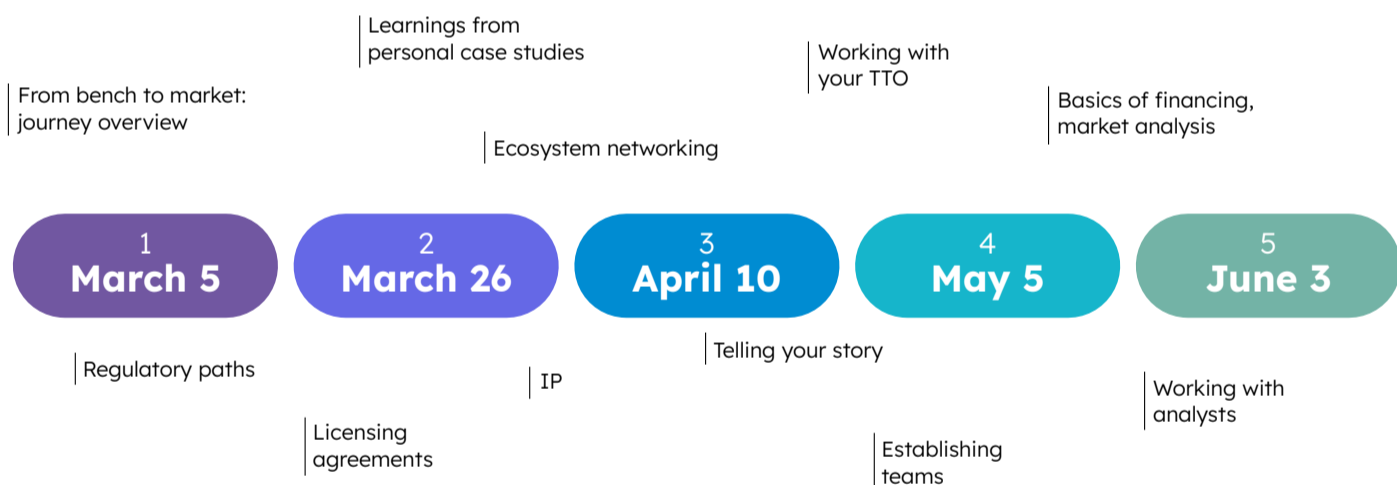 Learnings from
personal case studies
Working with
your TTO
From bench to market:
journey overview
Basics of financing,
market analysis
Ecosystem networking
1
March 5
2
March 26
3
April 10
4
May 5
5
June 3
Telling your story
Regulatory paths
IP
Working with
analysts
Licensing
agreements
Establishing
teams